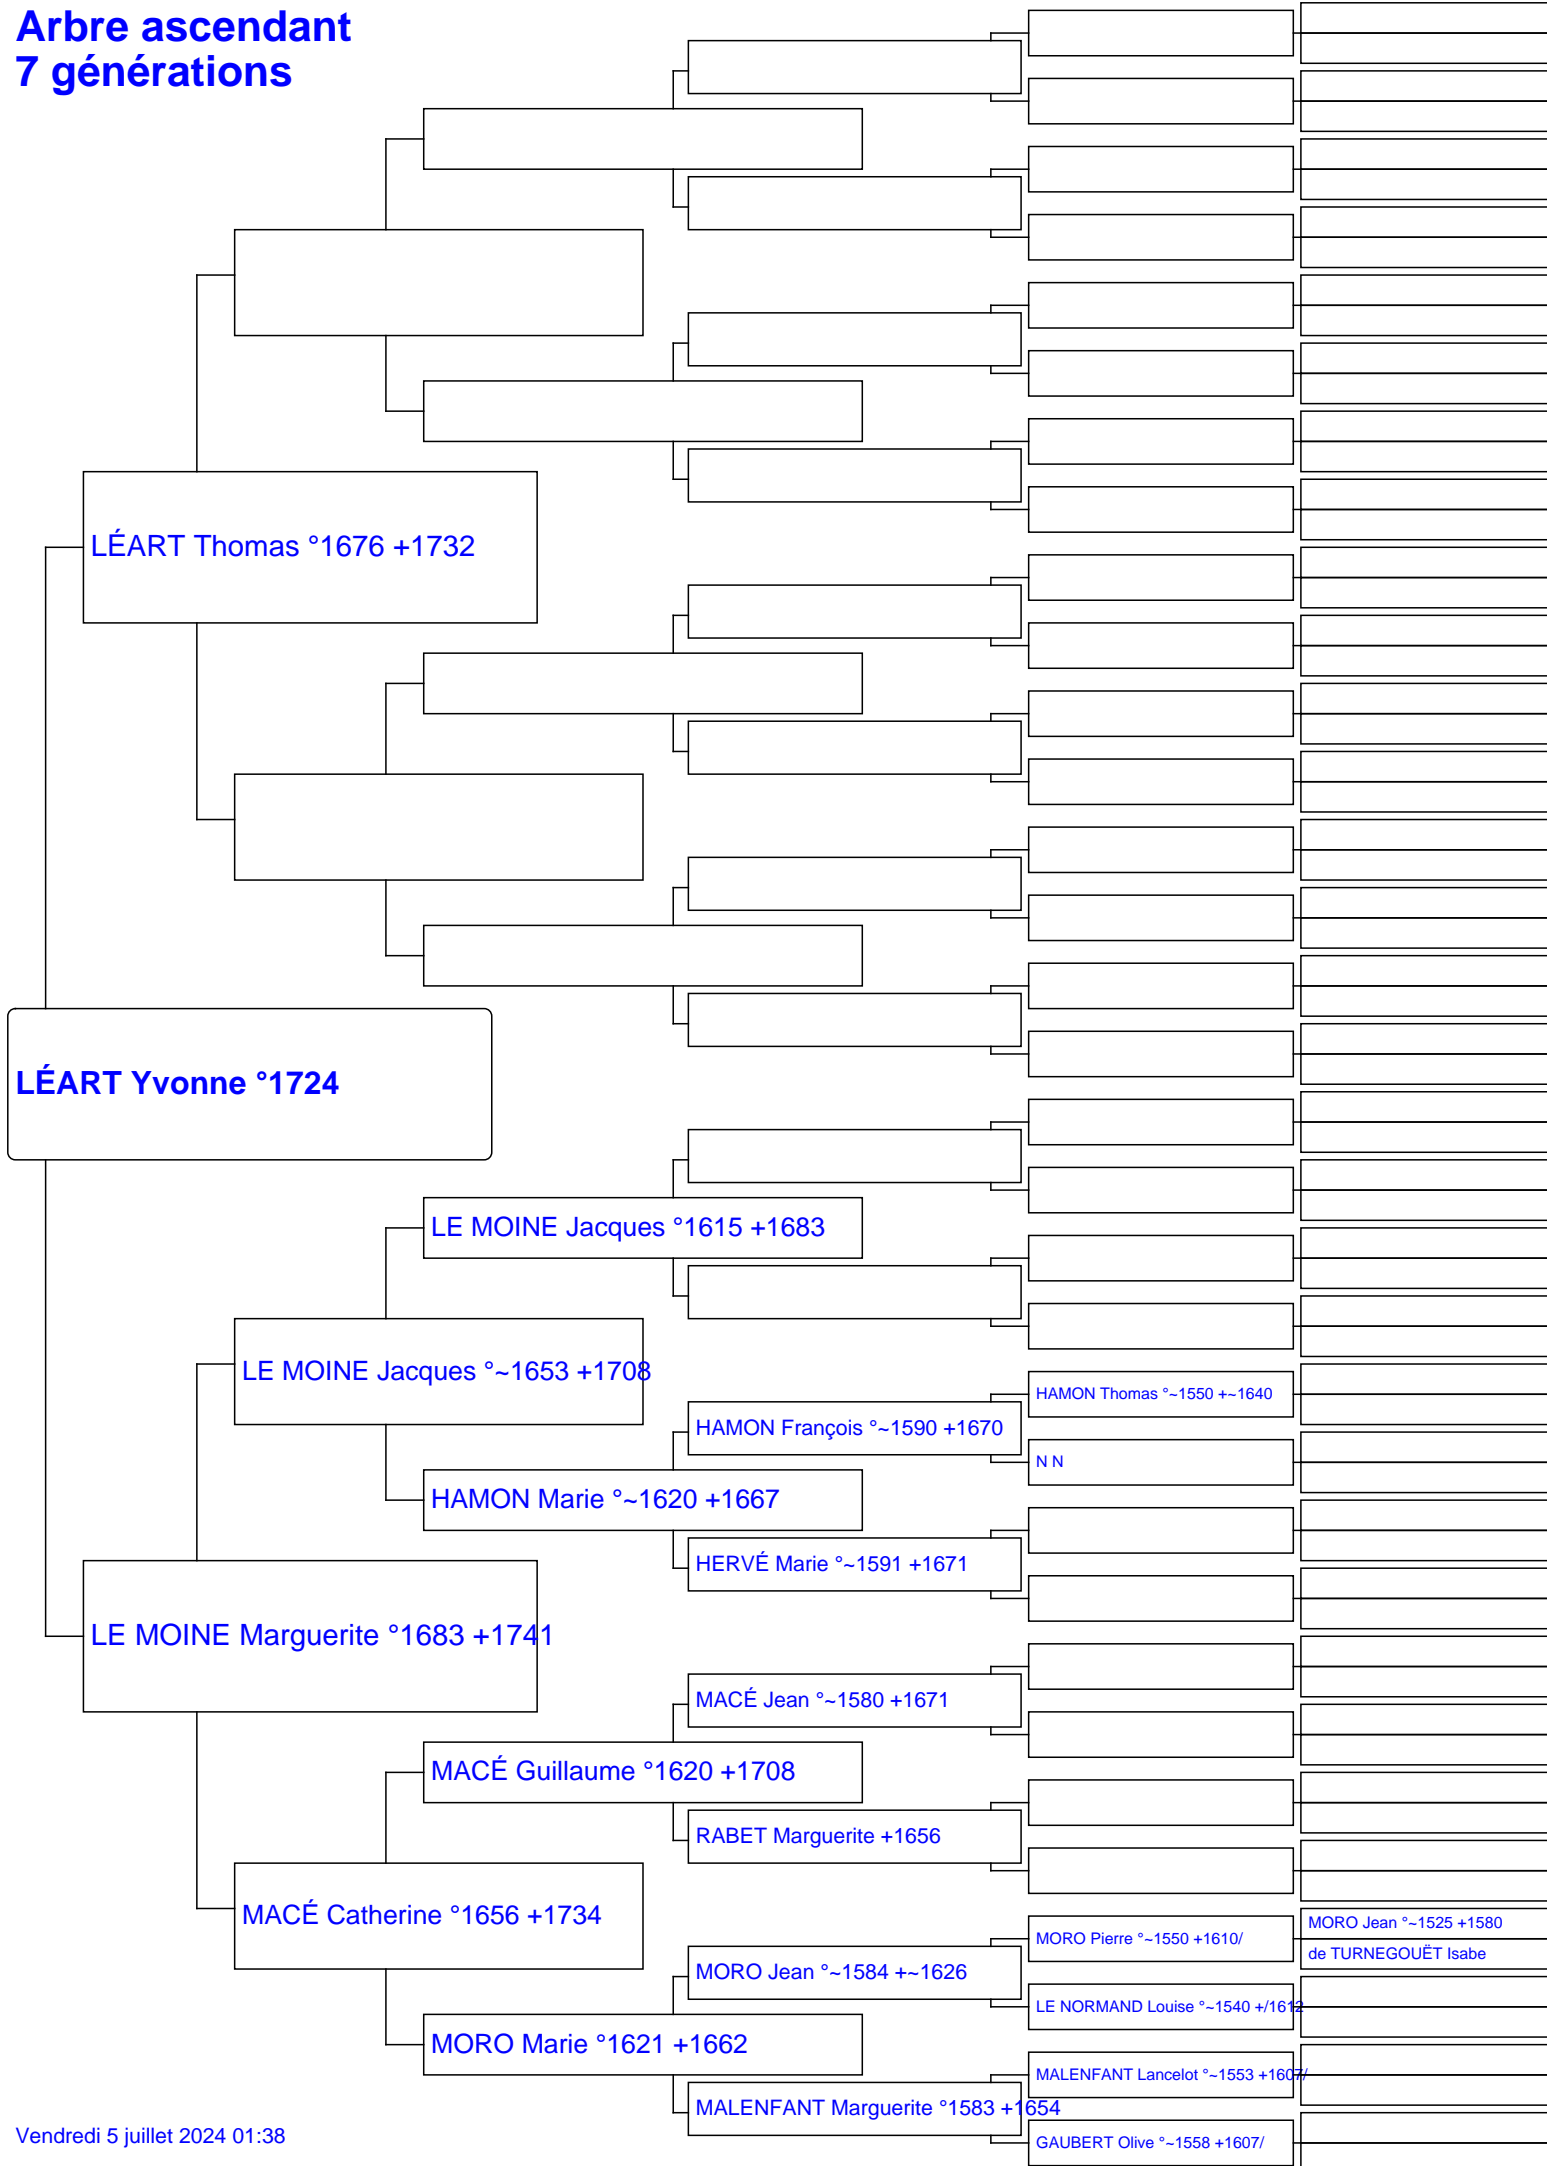 Arbre ascendant
7 générations
LÉART Thomas °1676 +1732
LÉART Yvonne °1724
LE MOINE Jacques °1615 +1683
LE MOINE Jacques °~1653 +1708
HAMON Thomas °~1550 +~1640
HAMON François °~1590 +1670
N N
HAMON Marie °~1620 +1667
HERVÉ Marie °~1591 +1671
LE MOINE Marguerite °1683 +1741
MACÉ Jean °~1580 +1671
MACÉ Guillaume °1620 +1708
RABET Marguerite +1656
MACÉ Catherine °1656 +1734
MORO Jean °~1525 +1580
MORO Pierre °~1550 +1610/
de TURNEGOUËT Isabe
MORO Jean °~1584 +~1626
LE NORMAND Louise °~1540 +/1612
MORO Marie °1621 +1662
MALENFANT Lancelot °~1553 +1607/
MALENFANT Marguerite °1583 +1654
GAUBERT Olive °~1558 +1607/
Vendredi 5 juillet 2024 01:38